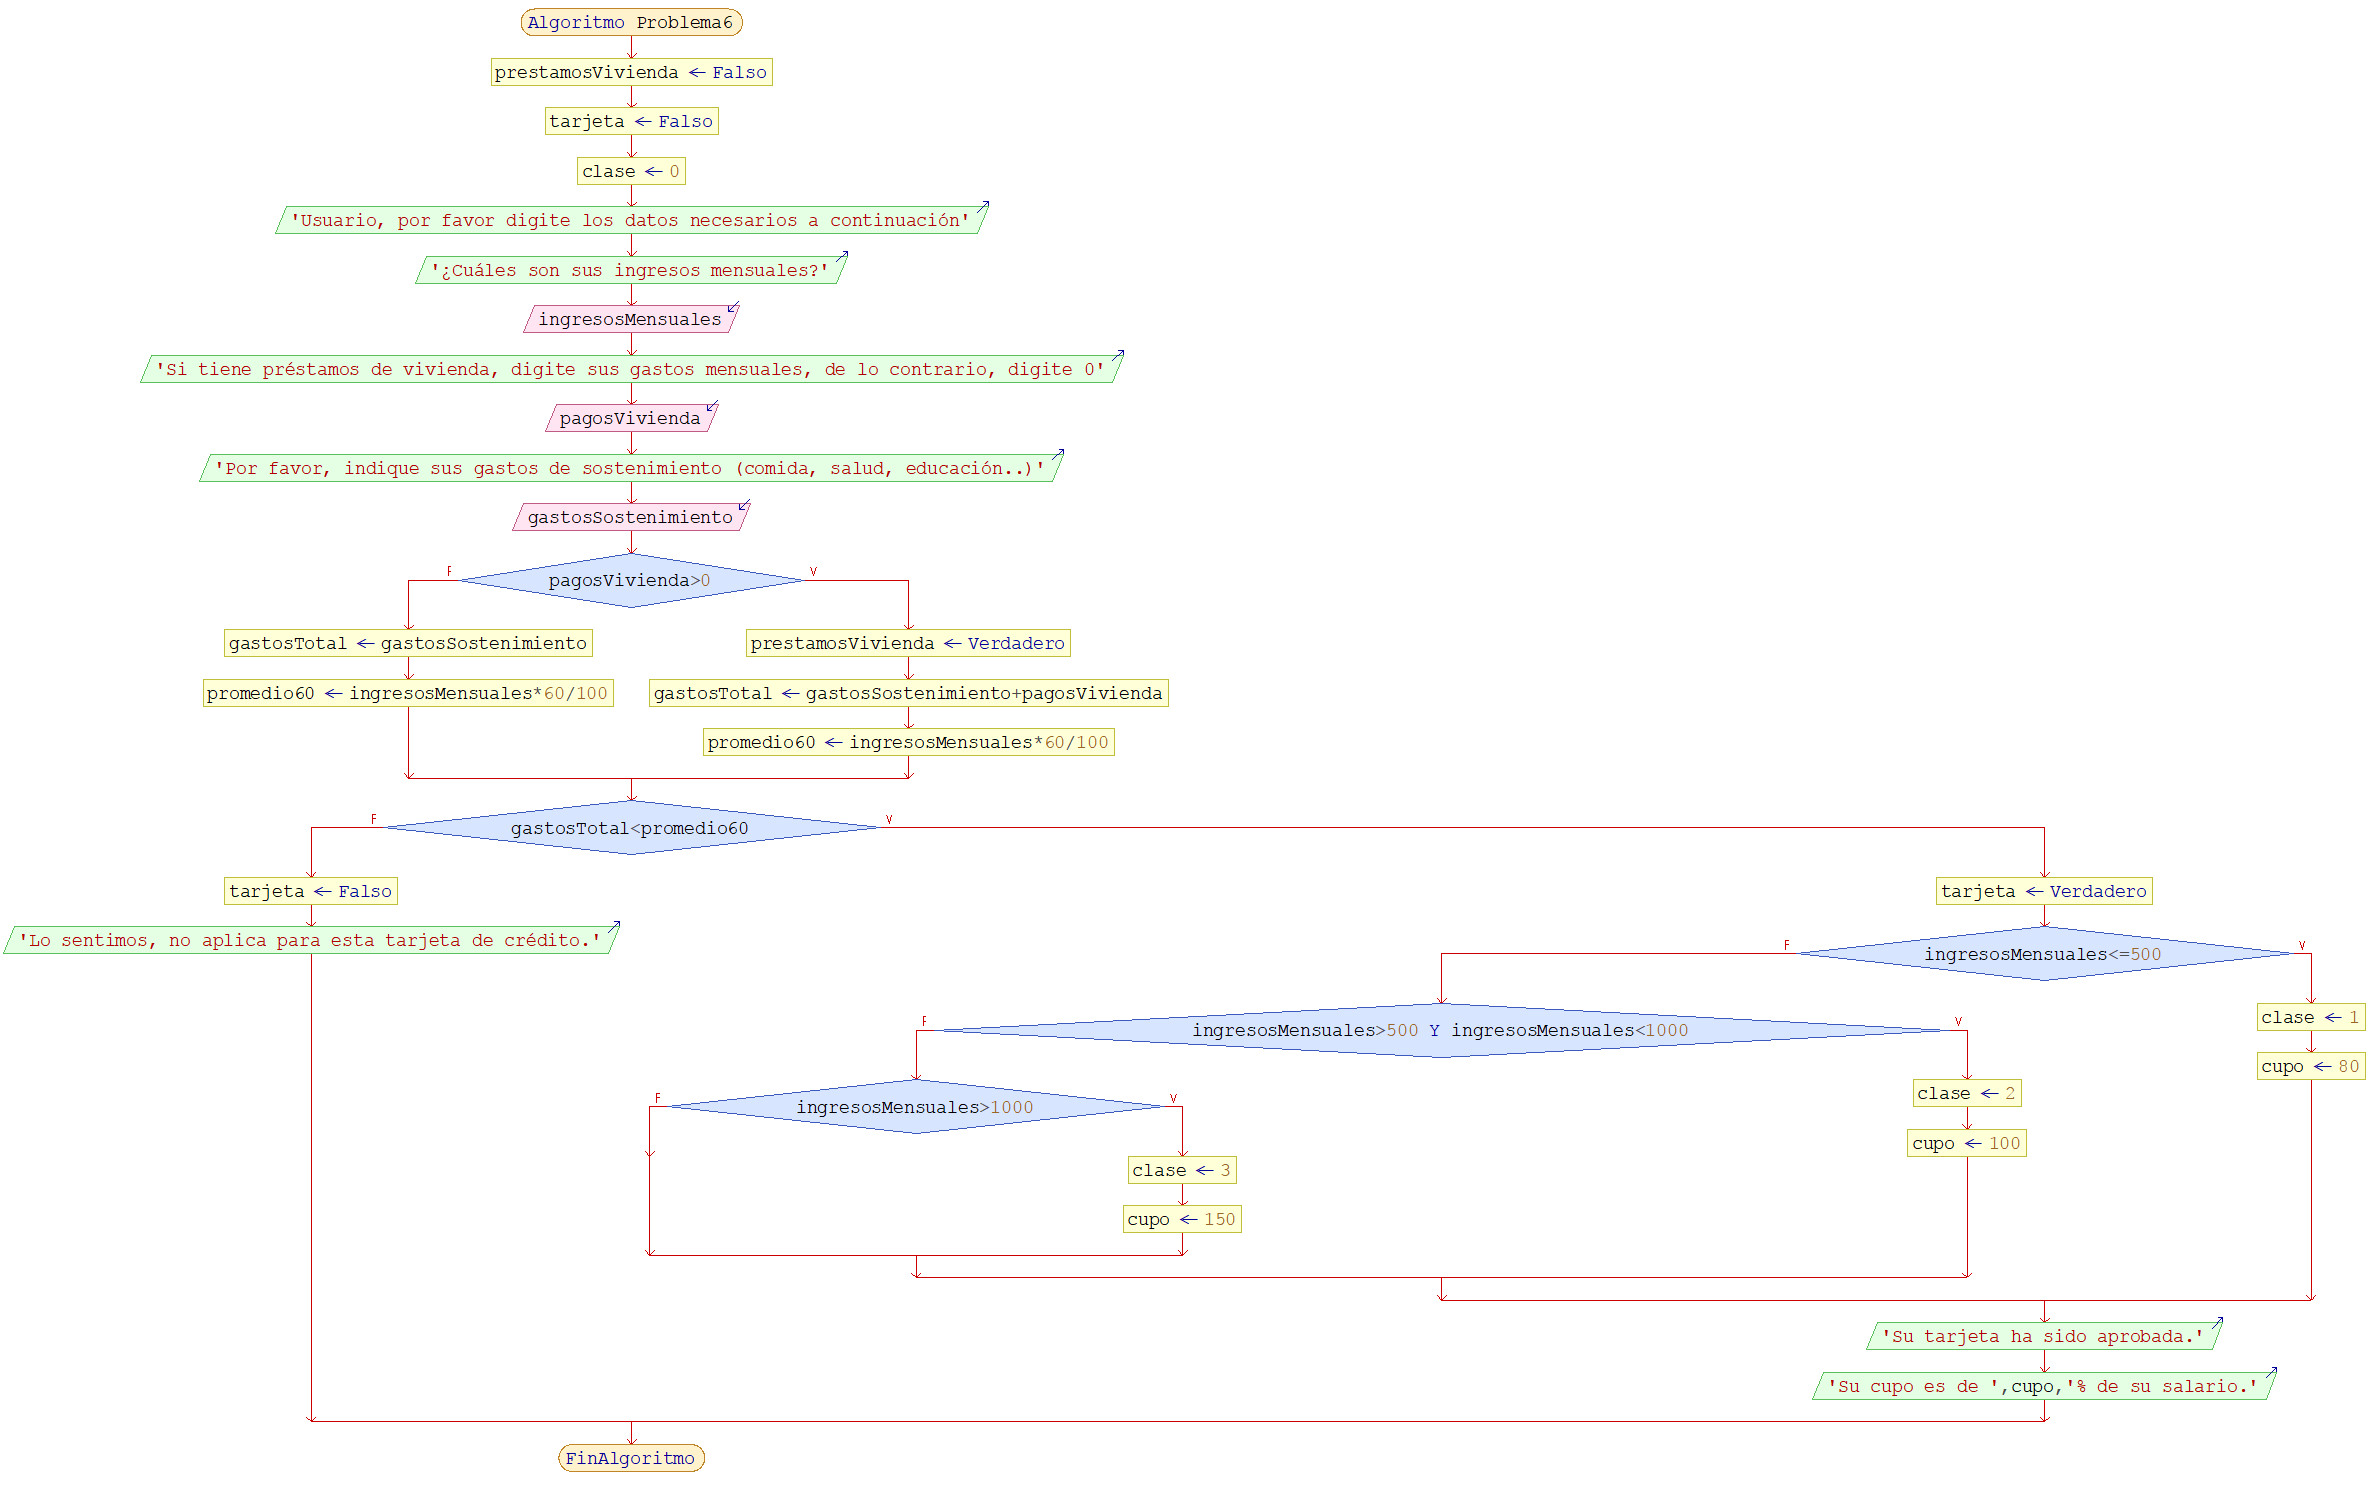 Algoritmo Problema6
prestamosVivienda ← Falso
tarjeta ← Falso
clase ← 0
'Usuario, por favor digite los datos necesarios a continuación'
'¿Cuáles son sus ingresos mensuales?'
ingresosMensuales
'Si tiene préstamos de vivienda, digite sus gastos mensuales, de lo contrario, digite 0'
pagosVivienda
'Por favor, indique sus gastos de sostenimiento (comida, salud, educación..)'
gastosSostenimiento
F
V
pagosVivienda>0
gastosTotal ← gastosSostenimiento
prestamosVivienda ← Verdadero
promedio60 ← ingresosMensuales*60/100
gastosTotal ← gastosSostenimiento+pagosVivienda
promedio60 ← ingresosMensuales*60/100
F
V
gastosTotal<promedio60
tarjeta ← Falso
tarjeta ← Verdadero
'Lo sentimos, no aplica para esta tarjeta de crédito.'
F
V
ingresosMensuales<=500
F
V
ingresosMensuales>500 Y ingresosMensuales<1000
clase ← 1
cupo ← 80
F
V
ingresosMensuales>1000
clase ← 2
cupo ← 100
clase ← 3
cupo ← 150
'Su tarjeta ha sido aprobada.'
'Su cupo es de ',cupo,'% de su salario.'
FinAlgoritmo